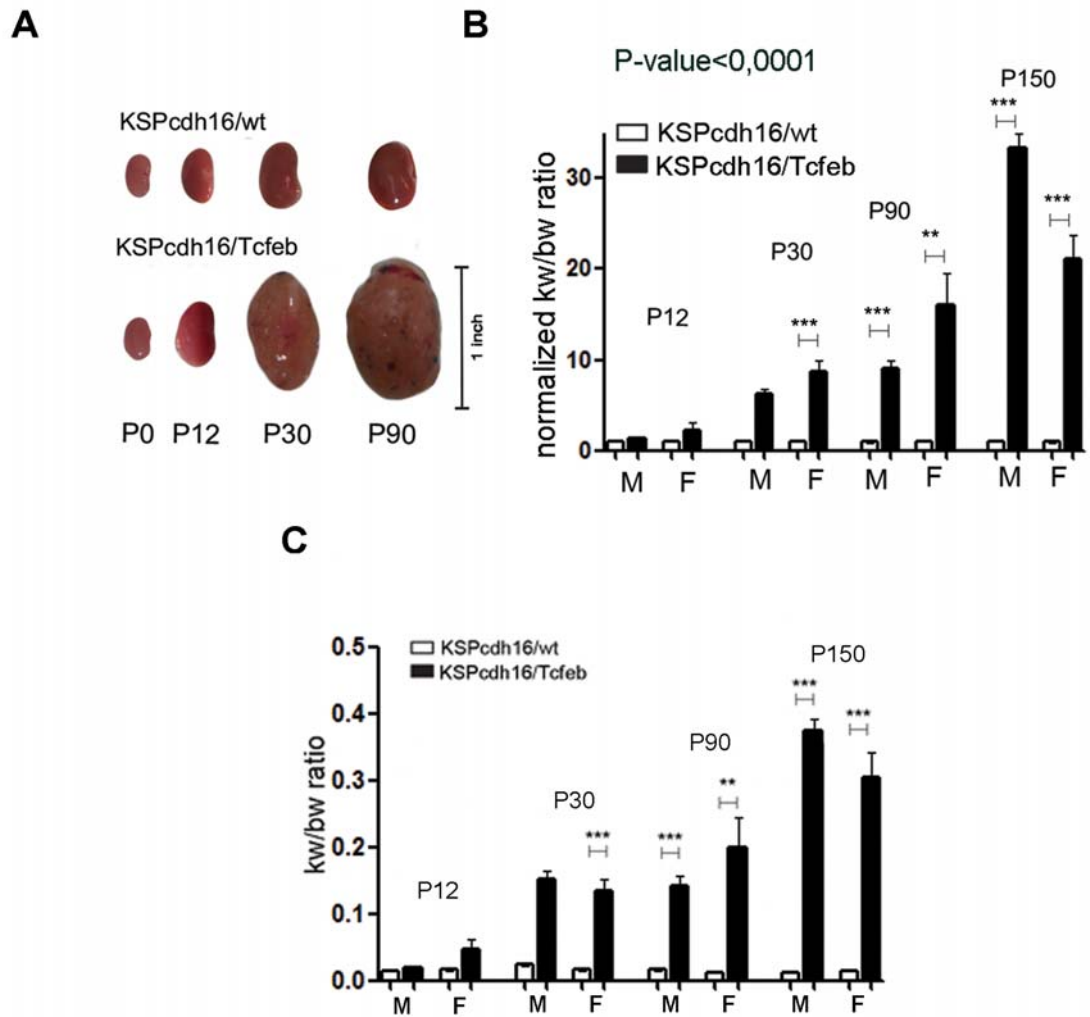 A
KSPcdh16/wt
KSPcdh16/Tcfeb
1 inch
P0 P12 P30 P90
B
P-value<0,0001
KSPcdh16/wt
KSPcdh16/Tcfeb
normalized kw/bw ratio
30
20
10
0
P12
P30
P90
P150
***
***
**
***
***
M F M F M F M F
C
KSPcdh16/wt
KSPcdh16/Tcfeb
kw/bw ratio
0.5
0.4
0.3
0.2
0.1
0.0
P12
P30
P90
P150
***
***
**
***
***
M F M F M F M F